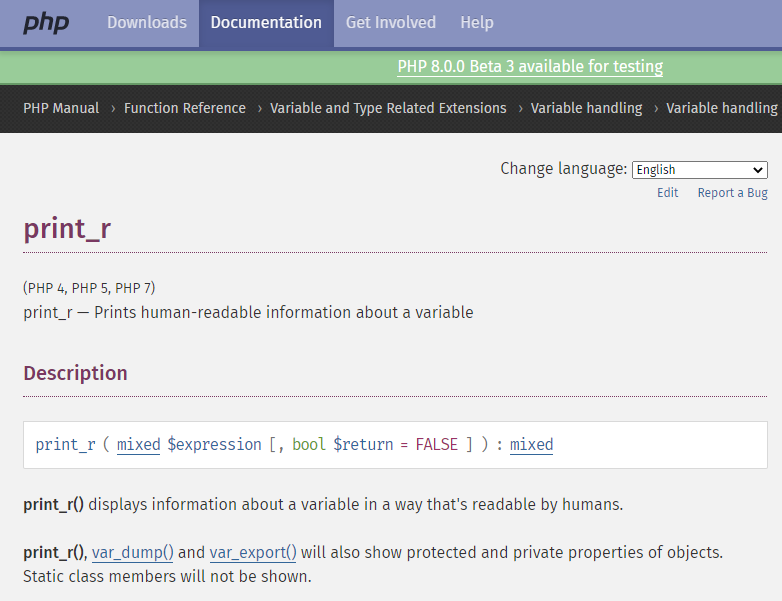 php Downloads Documentation Get Involved Help
PHP 8.0.0 Beta 3 available for testing
PHP Manual › Function Reference › Variable and Type Related Extensions › Variable handling › Variable handling
Change language: English
Edit Report a Bug
print_r
(PHP 4, PHP 5, PHP 7)
print_r — Prints human-readable information about a variable
Description
print_r ( mixed $expression [, bool $return = FALSE ] ) : mixed
print_r() displays information about a variable in a way that's readable by humans.
print_r(), var_dump() and var_export() will also show protected and private properties of objects.
Static class members will not be shown.